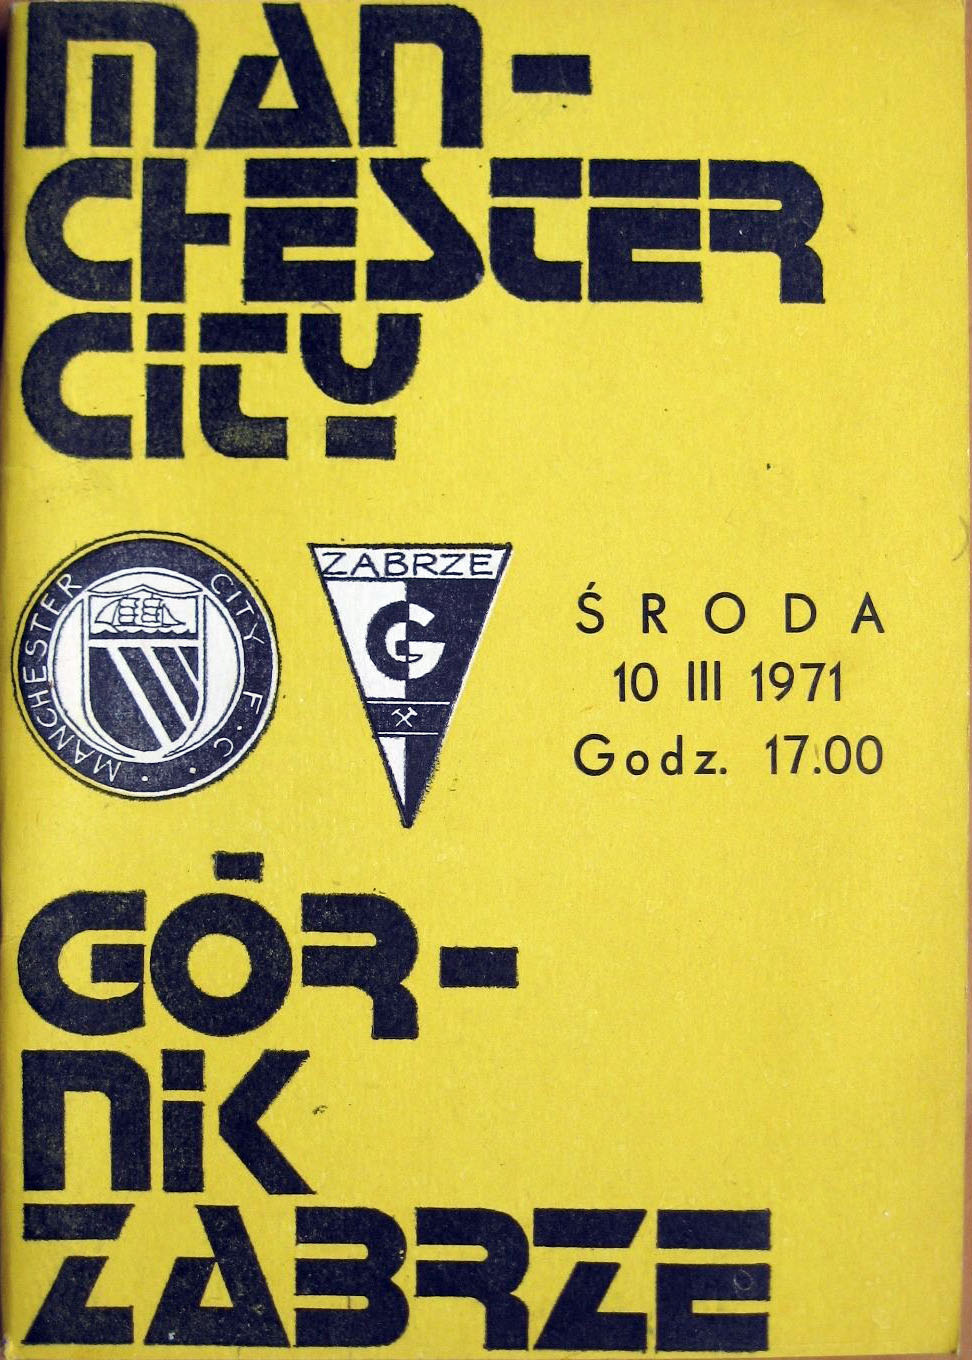 MAN-
CHESTER
CITY
MANCHESTER CITY F·C·
ZABRZE
G
ŚRODA
10 III 1971
Godz. 17.00
GÓR-
NIK
ZABRZE